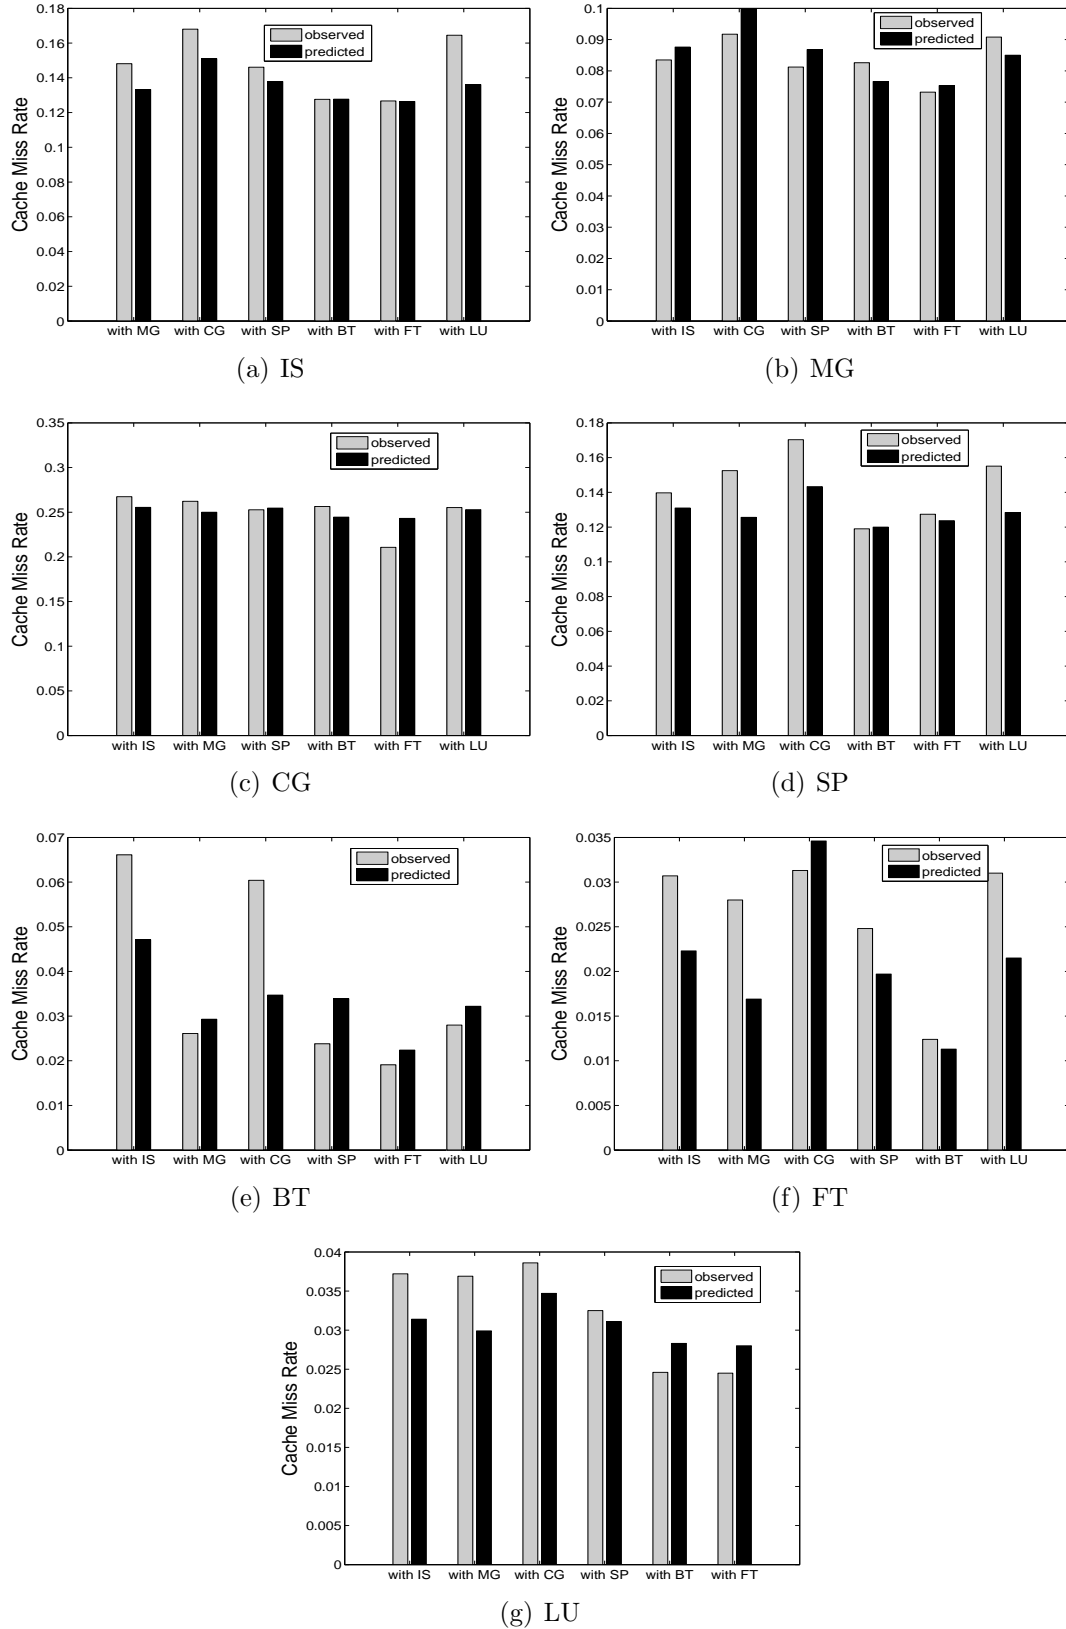 0.18
0.16
0.14
0.12
0.1
0.08
0.06
0.04
0.02
0
Cache Miss Rate
observed
predicted
with MG with CG with SP with BT with FT with LU
(a) IS
0.1
0.09
0.08
0.07
0.06
0.05
0.04
0.03
0.02
0.01
0
Cache Miss Rate
observed
predicted
with IS with CG with SP with BT with FT with LU
(b) MG
0.35
0.3
0.25
0.2
0.15
0.1
0.05
0
Cache Miss Rate
observed
predicted
with IS with MG with SP with BT with FT with LU
(c) CG
0.18
0.16
0.14
0.12
0.1
0.08
0.06
0.04
0.02
0
Cache Miss Rate
observed
predicted
with IS with MG with CG with BT with FT with LU
(d) SP
0.07
0.06
0.05
0.04
0.03
0.02
0.01
0
Cache Miss Rate
observed
predicted
with IS with MG with CG with SP with FT with LU
(e) BT
0.035
0.03
0.025
0.02
0.015
0.01
0.005
0
Cache Miss Rate
observed
predicted
with IS with MG with CG with SP with BT with LU
(f) FT
0.04
0.035
0.03
0.025
0.02
0.015
0.01
0.005
0
Cache Miss Rate
observed
predicted
with IS with MG with CG with SP with BT with FT
(g) LU